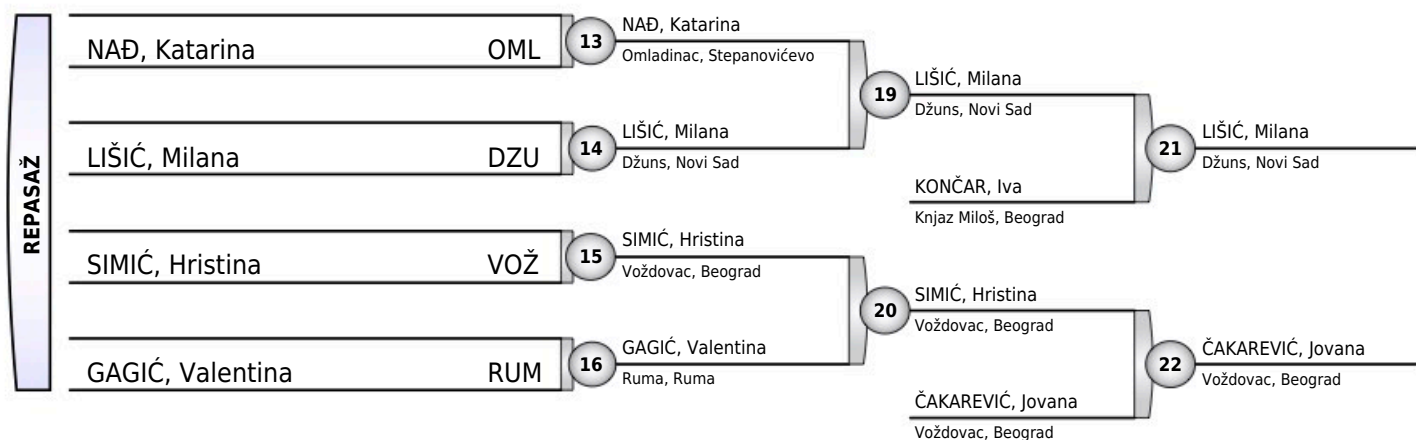 REPASAŽ
NAĐ, Katarina OML
LIŠIĆ, Milana DZU
SIMIĆ, Hristina VOŽ
GAGIĆ, Valentina RUM
13
NAĐ, Katarina
Omladinac, Stepanovićevo
14
LIŠIĆ, Milana
Džuns, Novi Sad
15
SIMIĆ, Hristina
Voždovac, Beograd
16
GAGIĆ, Valentina
Ruma, Ruma
19
LIŠIĆ, Milana
Džuns, Novi Sad
KONČAR, Iva
Knjaz Miloš, Beograd
20
SIMIĆ, Hristina
Voždovac, Beograd
ČAKAREVIĆ, Jovana
Voždovac, Beograd
21
LIŠIĆ, Milana
Džuns, Novi Sad
22
ČAKAREVIĆ, Jovana
Voždovac, Beograd